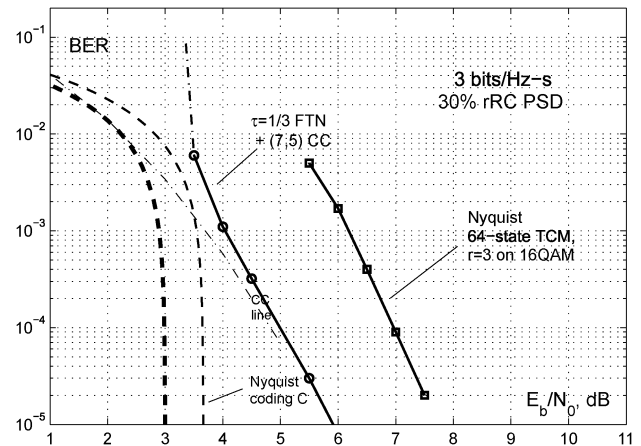 10⁻¹
BER
3 bits/Hz−s
30% rRC PSD
τ=1/3 FTN
+ (7,5) CC
10⁻²
10⁻³
Nyquist
64−state TCM,
r=3 on 16QAM
CC
line
10⁻⁴
Nyquist
coding C
E_b/N_0, dB
10⁻⁵
1 2 3 4 5 6 7 8 9 10 11